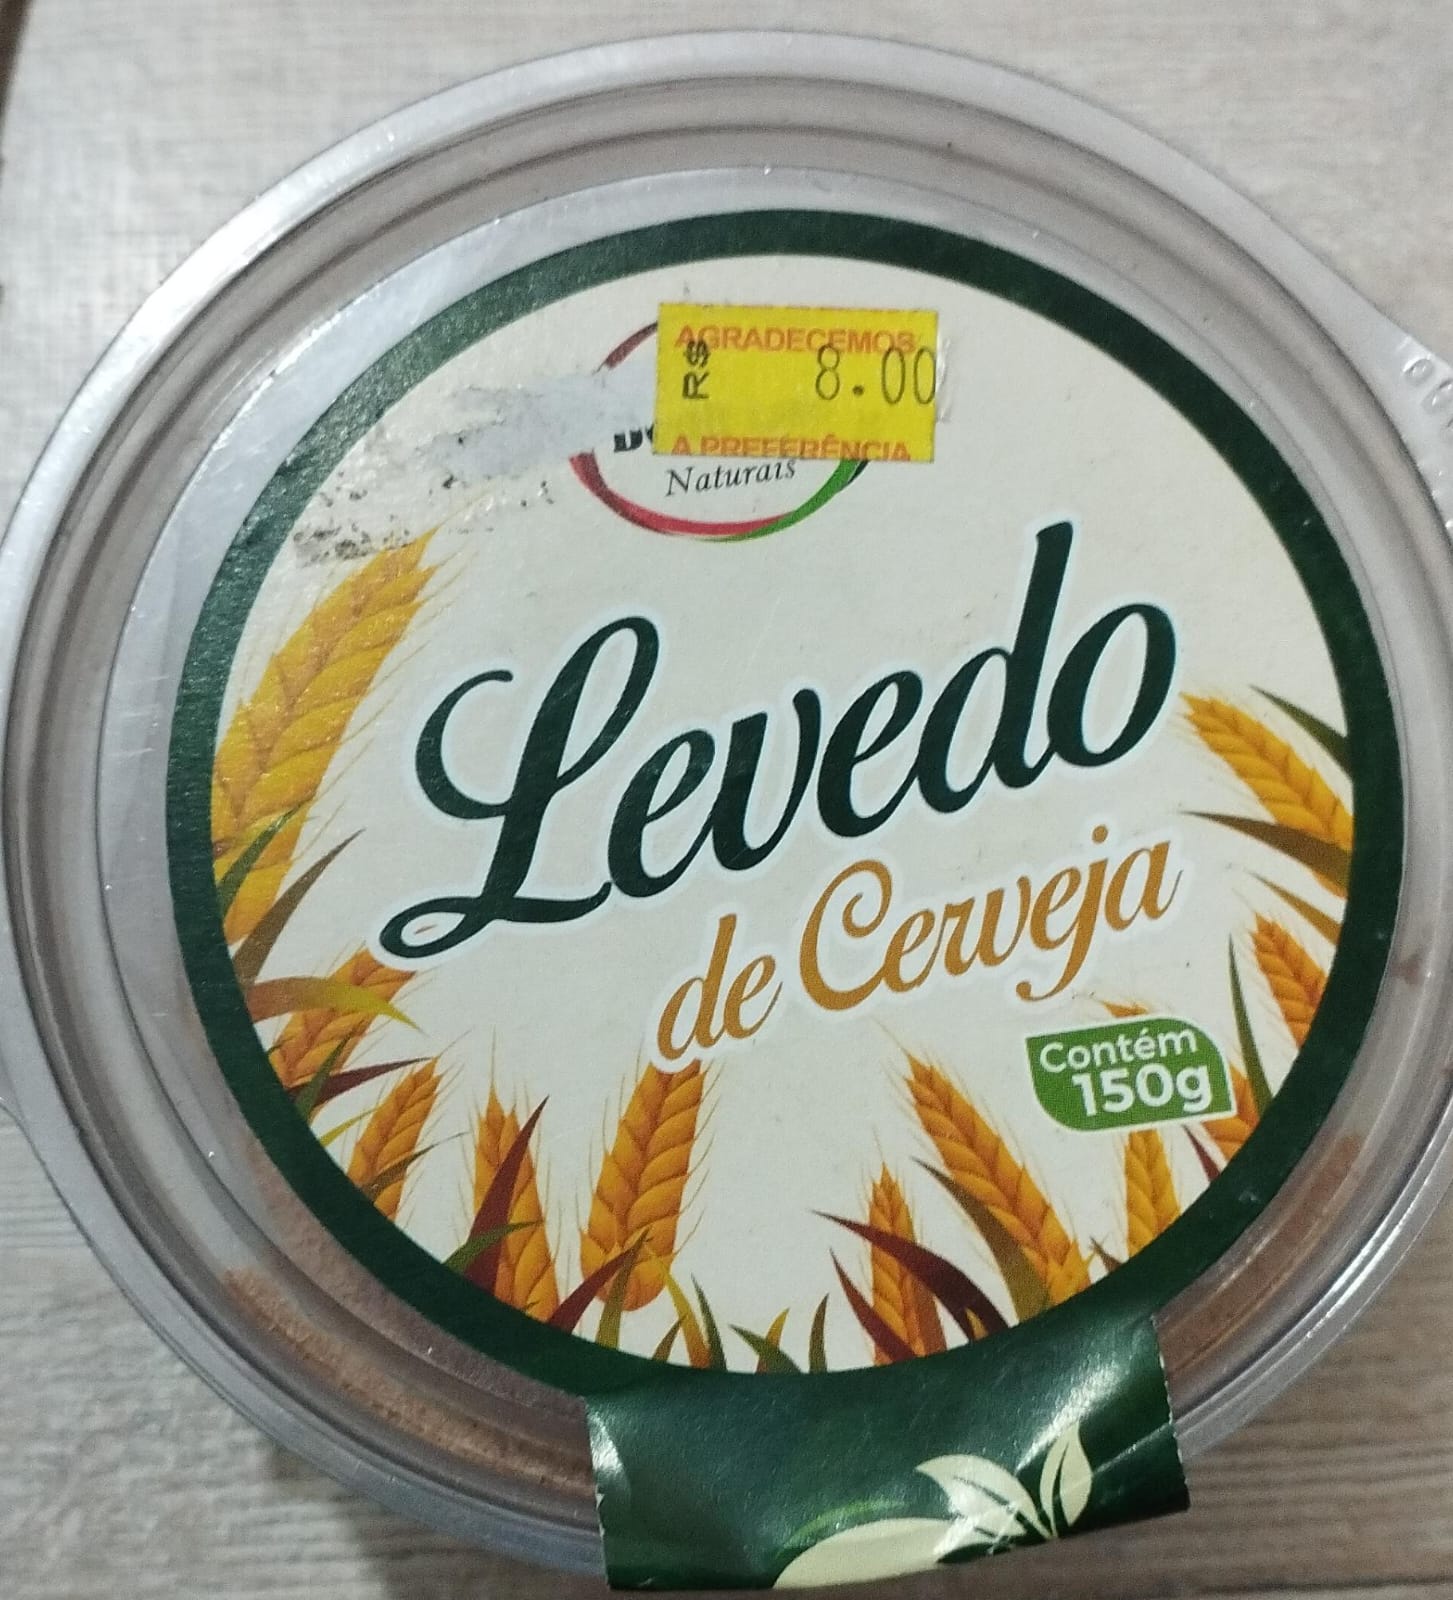 AGRADECEMOS
R$ 8.00
A PREFERÊNCIA
Naturais
Levedo
de Cerveja
Contém
150g